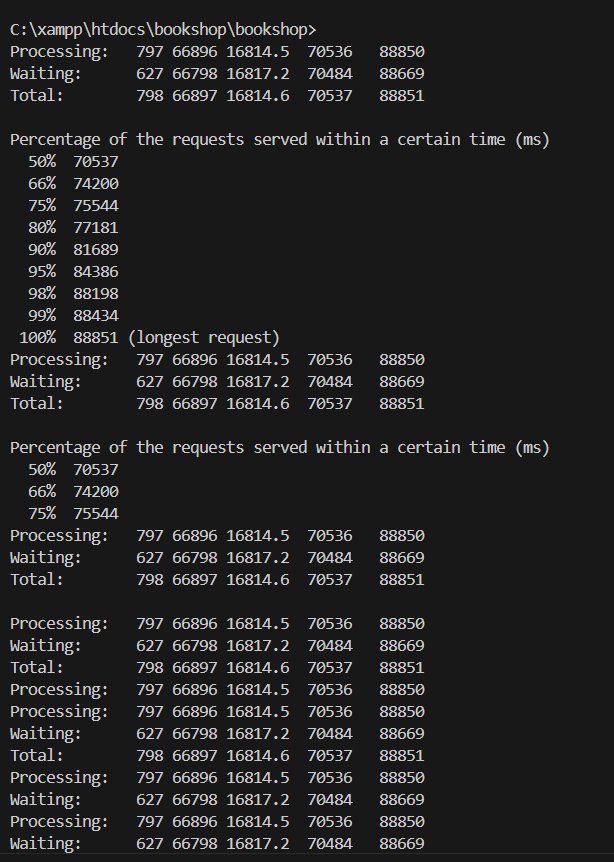 C:\xampp\htdocs\bookshop\bookshop>
Processing:   797 66896 16814.5  70536   88850
Waiting:      627 66798 16817.2  70484   88669
Total:        798 66897 16814.6  70537   88851

Percentage of the requests served within a certain time (ms)
  50%  70537
  66%  74200
  75%  75544
  80%  77181
  90%  81689
  95%  84386
  98%  88198
  99%  88434
 100%  88851 (longest request)
Processing:   797 66896 16814.5  70536   88850
Waiting:      627 66798 16817.2  70484   88669
Total:        798 66897 16814.6  70537   88851

Percentage of the requests served within a certain time (ms)
  50%  70537
  66%  74200
  75%  75544
Processing:   797 66896 16814.5  70536   88850
Waiting:      627 66798 16817.2  70484   88669
Total:        798 66897 16814.6  70537   88851

Processing:   797 66896 16814.5  70536   88850
Waiting:      627 66798 16817.2  70484   88669
Total:        798 66897 16814.6  70537   88851
Processing:   797 66896 16814.5  70536   88850
Processing:   797 66896 16814.5  70536   88850
Waiting:      627 66798 16817.2  70484   88669
Total:        798 66897 16814.6  70537   88851
Processing:   797 66896 16814.5  70536   88850
Waiting:      627 66798 16817.2  70484   88669
Processing:   797 66896 16814.5  70536   88850
Waiting:      627 66798 16817.2  70484   88669